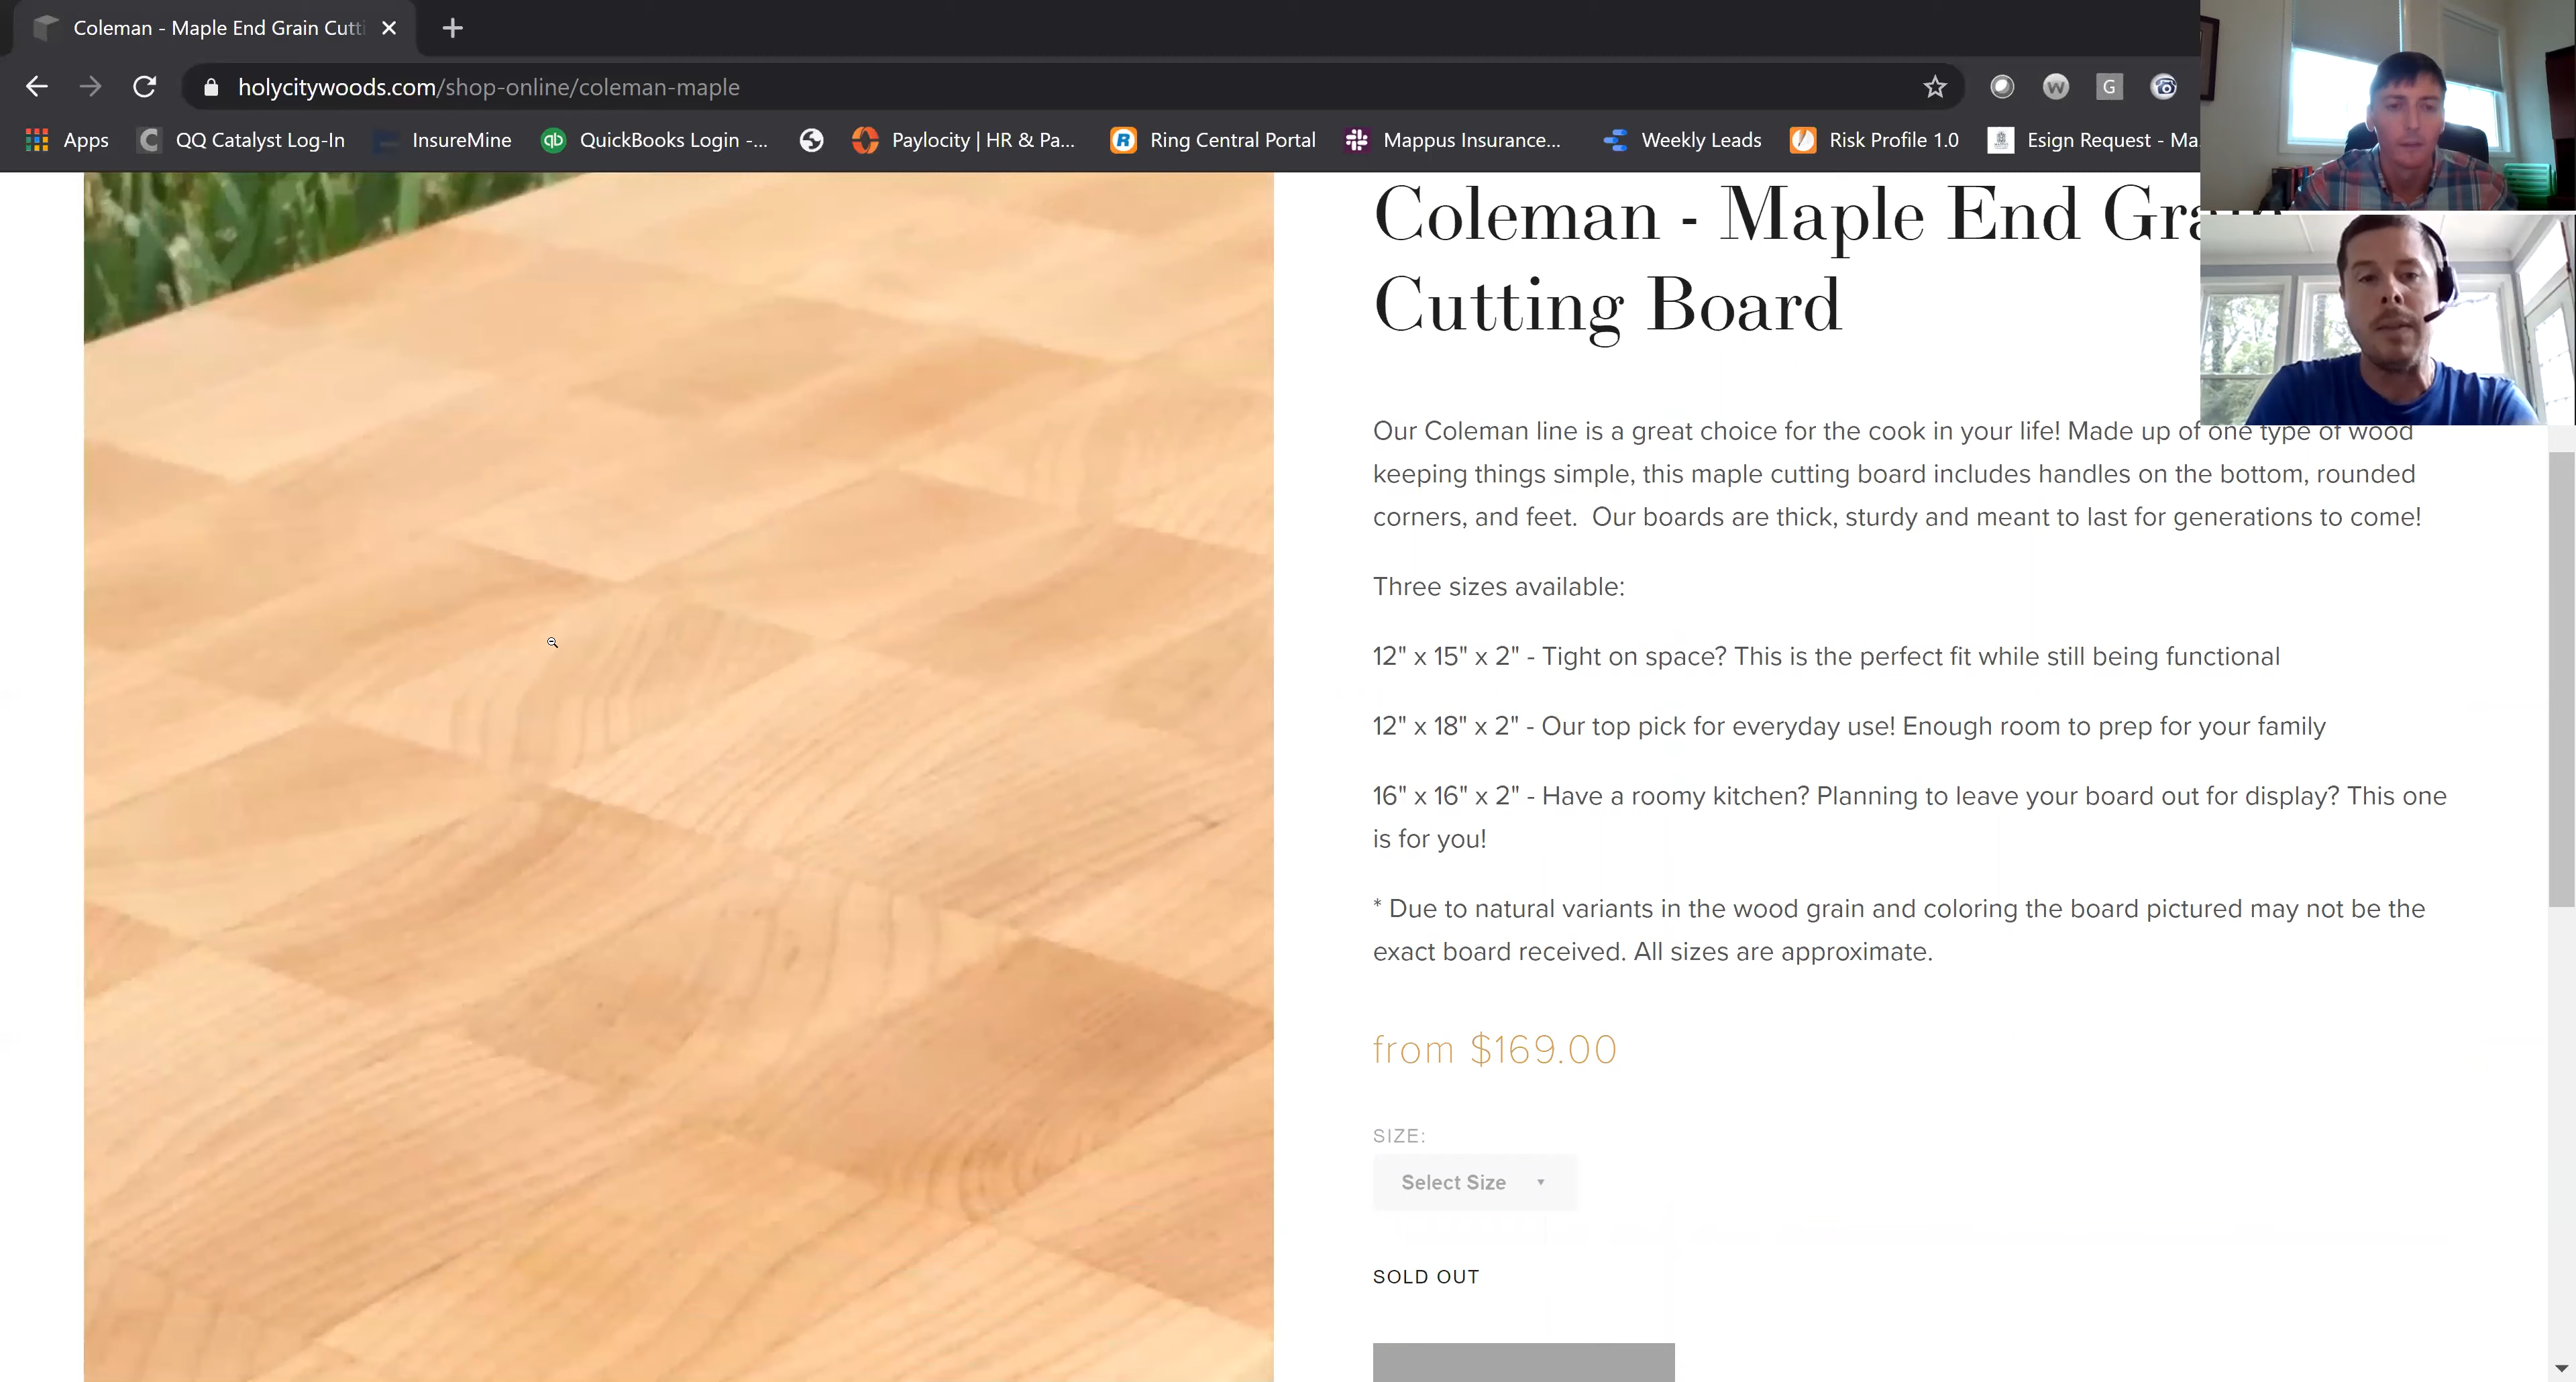 Coleman - Maple End Grain Cutti
holycitywoods.com/shop-online/coleman-maple
W
G
Apps
C
QQ Catalyst Log-In
InsureMine
qb
QuickBooks Login -...
Paylocity | HR & Pa...
R
Ring Central Portal
Mappus Insurance...
Weekly Leads
Risk Profile 1.0
Esign Request - Ma
Coleman - Maple End Grain
Cutting Board
Our Coleman line is a great choice for the cook in your life! Made up of one type of wood
keeping things simple, this maple cutting board includes handles on the bottom, rounded
corners, and feet. Our boards are thick, sturdy and meant to last for generations to come!
Three sizes available:
12" x 15" x 2" - Tight on space? This is the perfect fit while still being functional
12" x 18" x 2" - Our top pick for everyday use! Enough room to prep for your family
16" x 16" x 2" - Have a roomy kitchen? Planning to leave your board out for display? This one
is for you!
* Due to natural variants in the wood grain and coloring the board pictured may not be the
exact board received. All sizes are approximate.
from $169.00
SIZE:
Select Size
SOLD OUT